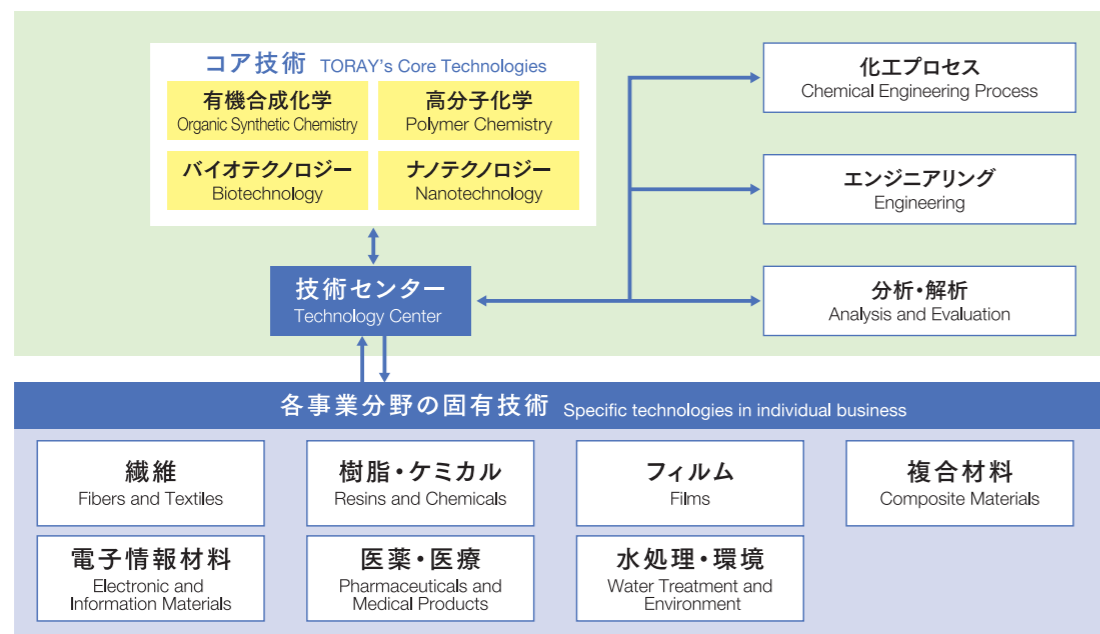 コア技術 TORAY's Core Technologies
有機合成化学
Organic Synthetic Chemistry
高分子化学
Polymer Chemistry
バイオテクノロジー
Biotechnology
ナノテクノロジー
Nanotechnology
技術センター
Technology Center
化工プロセス
Chemical Engineering Process
エンジニアリング
Engineering
分析・解析
Analysis and Evaluation
各事業分野の固有技術 Specific technologies in individual business
繊維
Fibers and Textiles
樹脂・ケミカル
Resins and Chemicals
フィルム
Films
複合材料
Composite Materials
電子情報材料
Electronic and
Information Materials
医薬・医療
Pharmaceuticals and
Medical Products
水処理・環境
Water Treatment and
Environment